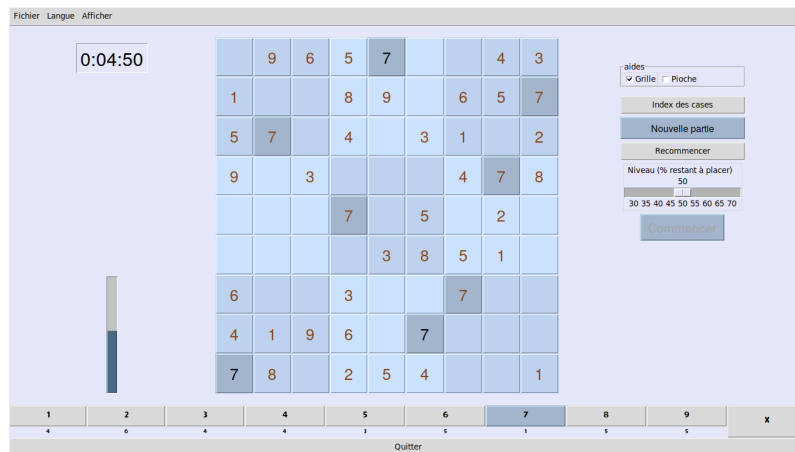 Fichier Langue Afficher
0:04:50
9 6 5 7 4 3
1 8 9 6 5 7
5 7 4 3 1 2
9 3 4 7 8
7 5 2
3 8 5 1
6 3 7
4 1 9 6 7
7 8 2 5 4 1
aides
Grille Pioche
Index des cases
Nouvelle partie
Recommencer
Niveau (% restant à placer)
50
30 35 40 45 50 55 60 65 70
Commencer
1 2 3 4 5 6 7 8 9 x
4 6 4 4 3 5 1 5 5
Quitter